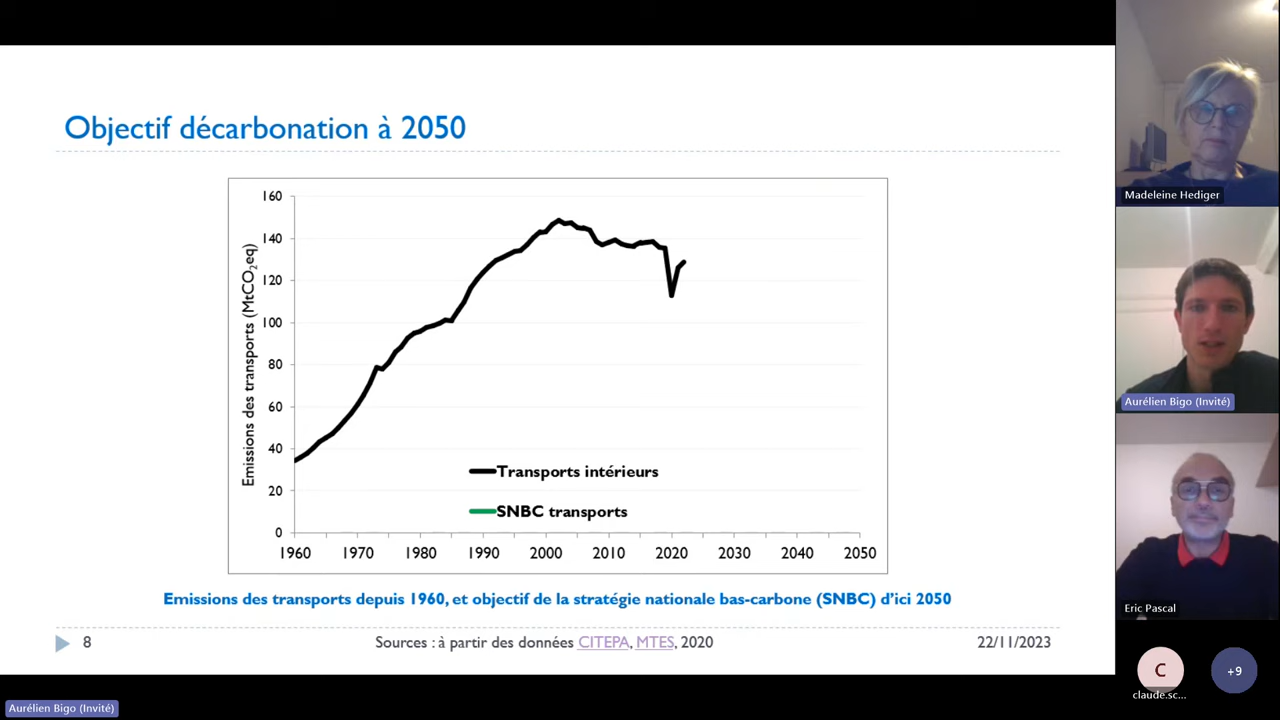 Objectif décarbonation à 2050
160
140
120
100
80
60
40
20
0
Emissions des transports (MtCO₂eq)
Transports intérieurs
SNBC transports
1960 1970 1980 1990 2000 2010 2020 2030 2040 2050
Emissions des transports depuis 1960, et objectif de la stratégie nationale bas-carbone (SNBC) d’ici 2050
8
Sources : à partir des données CITEPA, MTES, 2020
22/11/2023
Aurélien Bigo (Invité)
Madeleine Hediger
Aurélien Bigo (Invité)
Eric Pascal
C
claude.sc...
+9